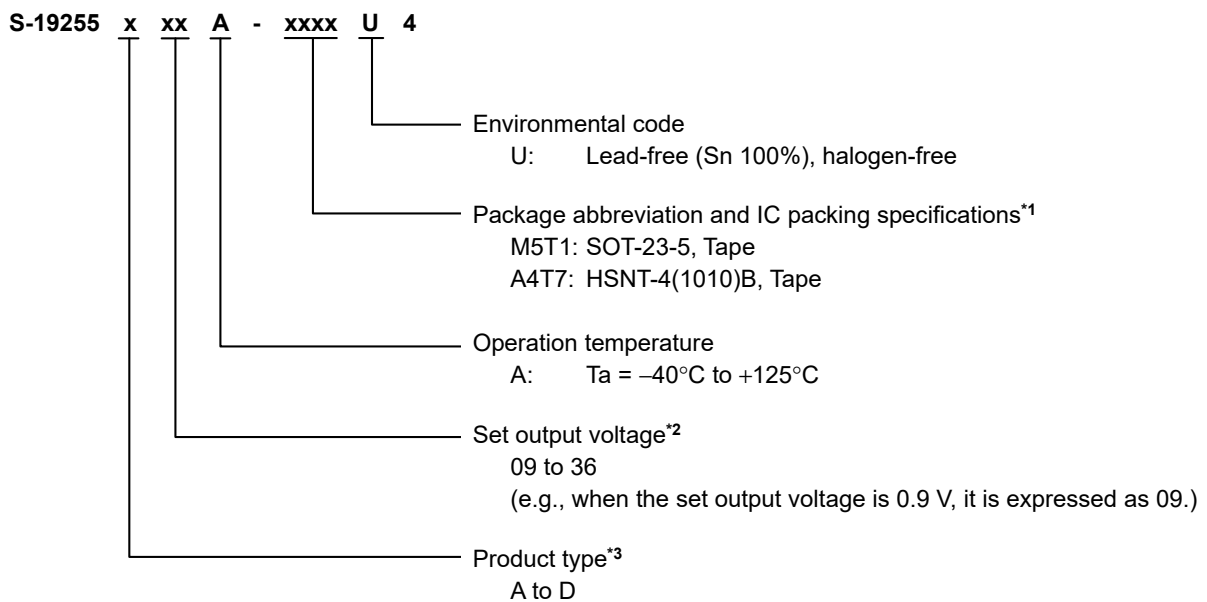 S-19255 x xx A - xxxx U 4
Environmental code
U: Lead-free (Sn 100%), halogen-free
Package abbreviation and IC packing specifications*1
M5T1: SOT-23-5, Tape
A4T7: HSNT-4(1010)B, Tape
Operation temperature
A: Ta = −40°C to +125°C
Set output voltage*2
09 to 36
(e.g., when the set output voltage is 0.9 V, it is expressed as 09.)
Product type*3
A to D